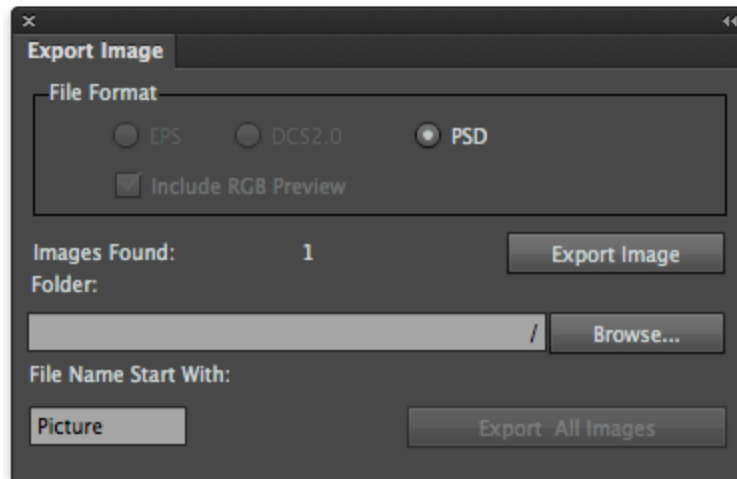 Export Image
File Format
EPS DCS2.0 PSD
Include RGB Preview
Images Found: 1 Export Image
Folder:
/ Browse...
File Name Start With:
Picture Export All Images